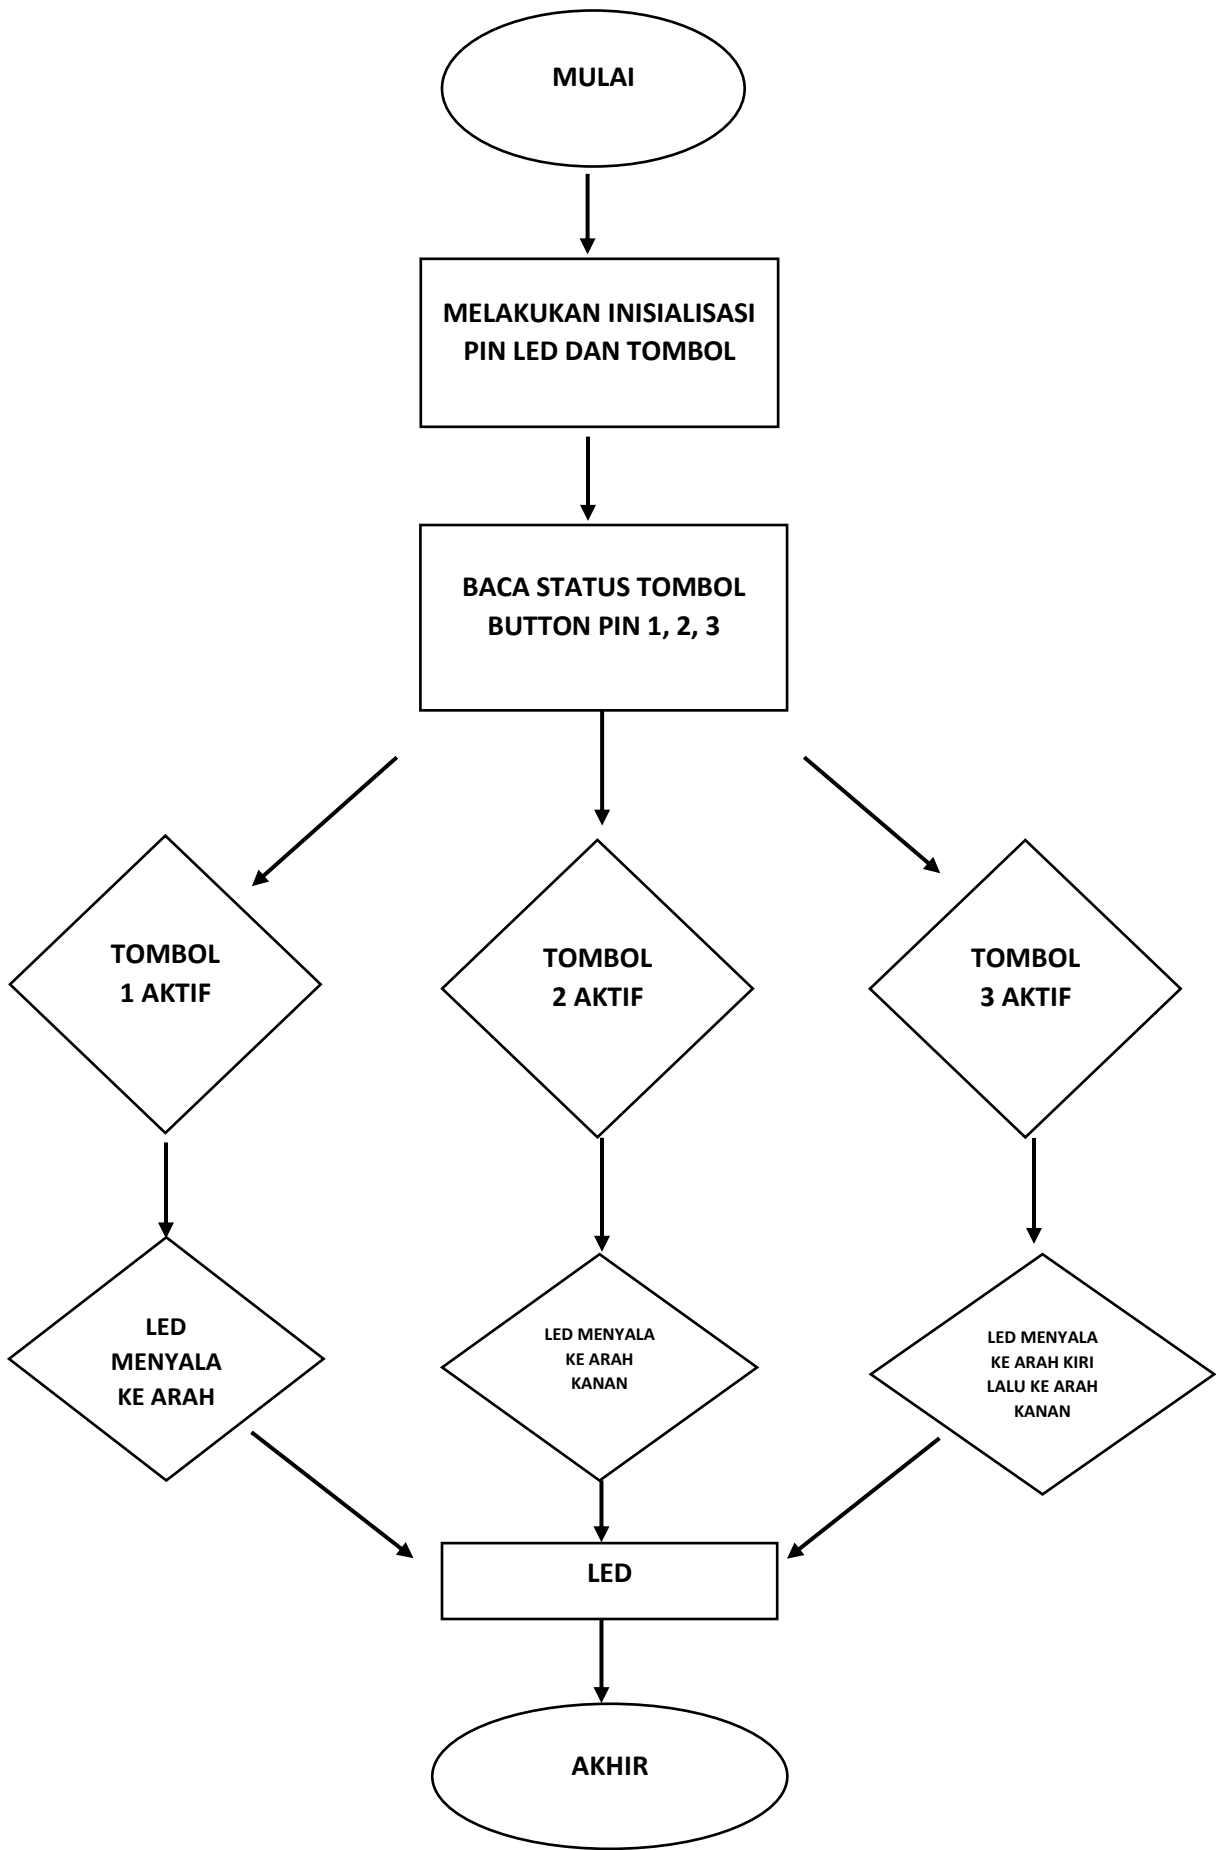 MULAI
MELAKUKAN INISIALISASI
PIN LED DAN TOMBOL
BACA STATUS TOMBOL
BUTTON PIN 1, 2, 3
TOMBOL
1 AKTIF
TOMBOL
2 AKTIF
TOMBOL
3 AKTIF
LED
MENYALA
KE ARAH
LED MENYALA
KE ARAH
KANAN
LED MENYALA
KE ARAH KIRI
LALU KE ARAH
KANAN
LED
AKHIR